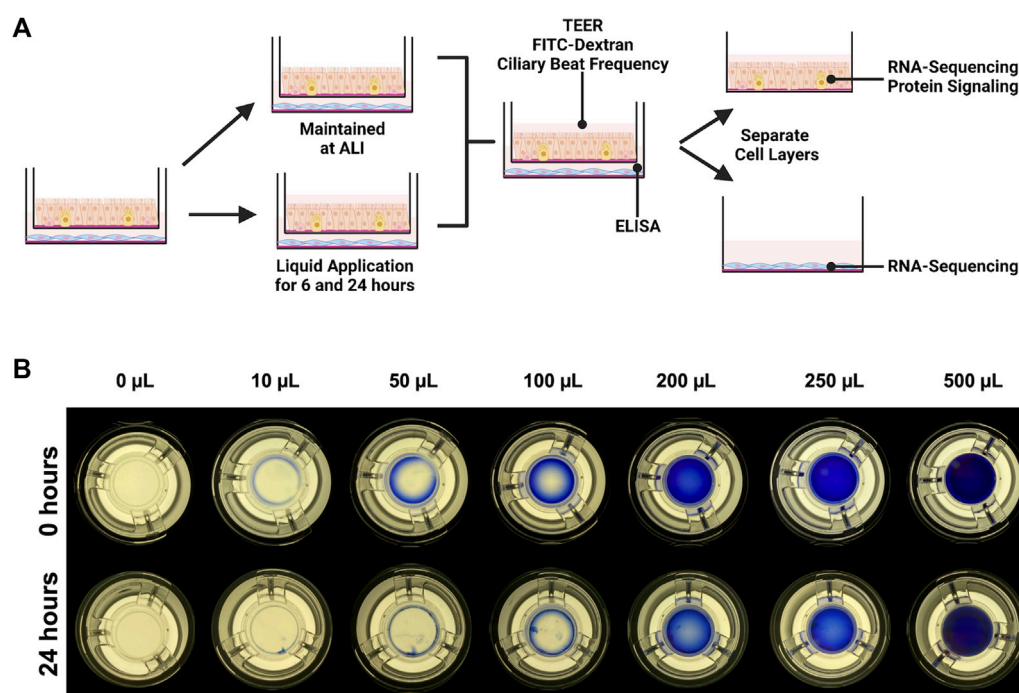 A
TEER
FITC-Dextran
Ciliary Beat Frequency
Maintained
at ALI
Liquid Application
for 6 and 24 hours
ELISA
Separate
Cell Layers
RNA-Sequencing
Protein Signaling
RNA-Sequencing
B
0 µL 10 µL 50 µL 100 µL 200 µL 250 µL 500 µL
0 hours
24 hours